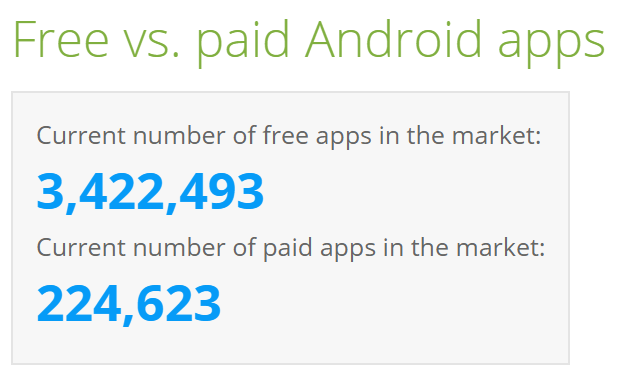 Free vs. paid Android apps
Current number of free apps in the market:
3,422,493
Current number of paid apps in the market:
224,623